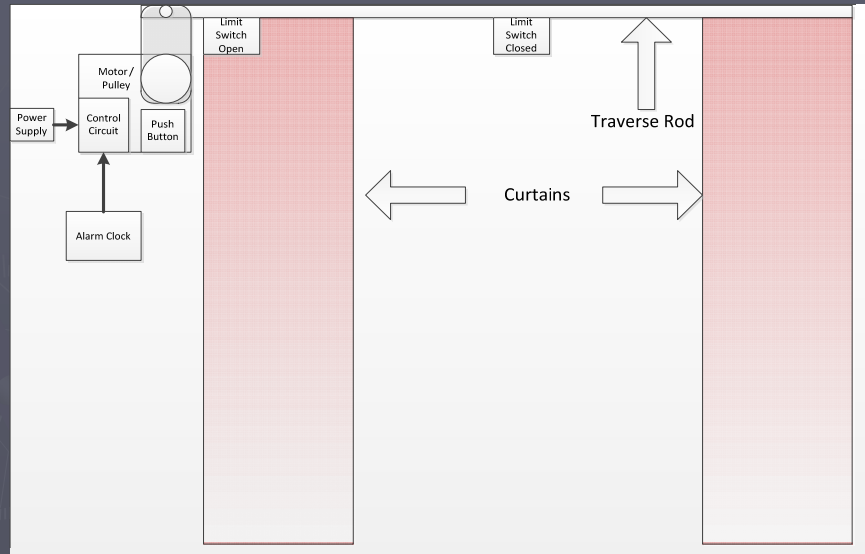 Limit
Switch
Open
Limit
Switch
Closed
Motor/
Pulley
Power
Supply
Control
Circuit
Push
Button
Traverse Rod
Curtains
Alarm Clock